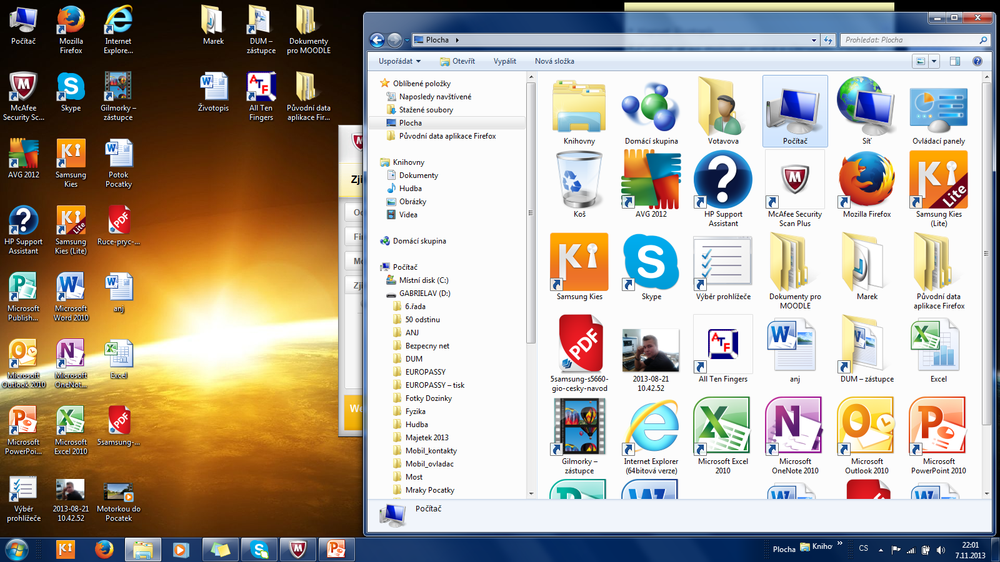 Počítač
Mozilla
Firefox
Internet
Explore...
Marek
DUM –
zástupce
Dokumenty
pro MOODLE
McAfee
Security Sc...
Skype
Gilmorky –
zástupce
Životopis
All Ten
Fingers
Původní data
aplikace Fir...
AVG 2012
Samsung
Kies
Potok
Pocatky
HP Support
Assistant
Samsung
Kies (Lite)
Ruce-pryc-...
Microsoft
Publish...
Microsoft
Word 2010
anj
Microsoft
Outlook 2010
Microsoft
OneNot...
Excel
Microsoft
PowerPoi...
Microsoft
Excel 2010
5samsung-...
Výběr
prohlížeče
2013-08-21
10.42.52
Motorkou do
Pocatek
Zji
Fi
Mo
Zji
We
Plocha
Prohledat: Plocha
Uspořádat
Otevřít
Vypálit
Nová složka
Oblíbené položky
Naposledy navštívené
Stažené soubory
Plocha
Původní data aplikace Firefox
Knihovny
Dokumenty
Hudba
Obrázky
Videa
Domácí skupina
Počítač
Místní disk (C:)
GABRIELAV (D:)
6.řada
50 odstinu
ANJ
Bezpecny net
DUM
EUROPASSY
EUROPASSY – tisk
Fotky Dozinky
Fyzika
Hudba
Majetek 2013
Mobil_kontakty
Mobil_ovladac
Most
Mraky Pocatky
Knihovny
Domácí skupina
Votavova
Počítač
Síť
Ovládací panely
Koš
AVG 2012
HP Support
Assistant
McAfee Security
Scan Plus
Mozilla Firefox
Samsung Kies
(Lite)
Samsung Kies
Skype
Výběr prohlížeče
Dokumenty pro
MOODLE
Marek
Původní data
aplikace Firefox
5samsung-s5660-
gio-cesky-navod
2013-08-21
10.42.52
All Ten Fingers
anj
DUM – zástupce
Excel
Gilmorky –
zástupce
Internet Explorer
(64bitová verze)
Microsoft Excel
2010
Microsoft
OneNote 2010
Microsoft
Outlook 2010
Microsoft
PowerPoint 2010
Počítač
Plocha
Kniho
CS
22:01
7.11.2013